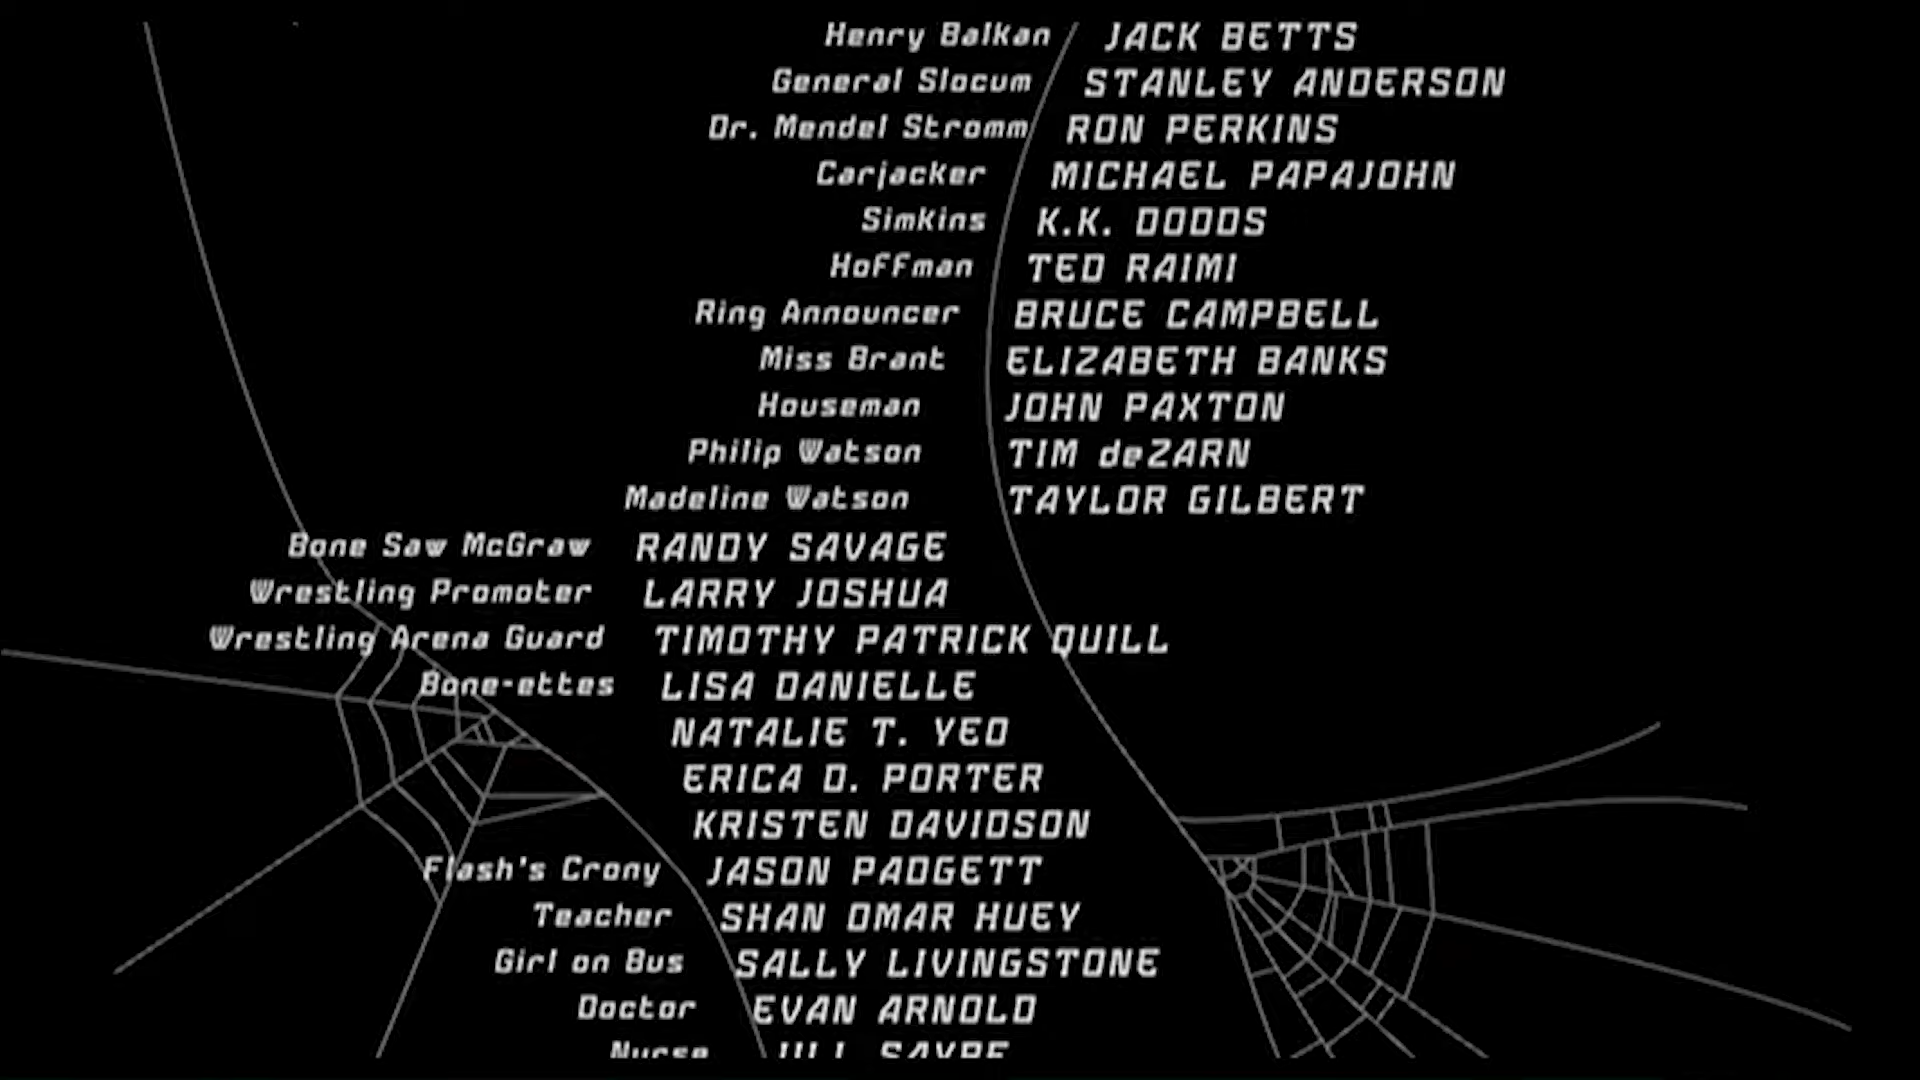 Henry Balkan JACK BETTS
General Slocum STANLEY ANDERSON
Dr. Mendel Stromm RON PERKINS
Carjacker MICHAEL PAPAJOHN
Simkins K.K. DODDS
Hoffman TED RAIMI
Ring Announcer BRUCE CAMPBELL
Miss Brant ELIZABETH BANKS
Houseman JOHN PAXTON
Philip Watson TIM deZARN
Madeline Watson TAYLOR GILBERT
Bone Saw McGraw RANDY SAVAGE
Wrestling Promoter LARRY JOSHUA
Wrestling Arena Guard TIMOTHY PATRICK QUILL
Bone-ettes LISA DANIELLE
NATALIE T. YEO
ERICA D. PORTER
KRISTEN DAVIDSON
Flash's Crony JASON PADGETT
Teacher SHAN OMAR HUEY
Girl on Bus SALLY LIVINGSTONE
Doctor EVAN ARNOLD
Nurse JILL SAYRE